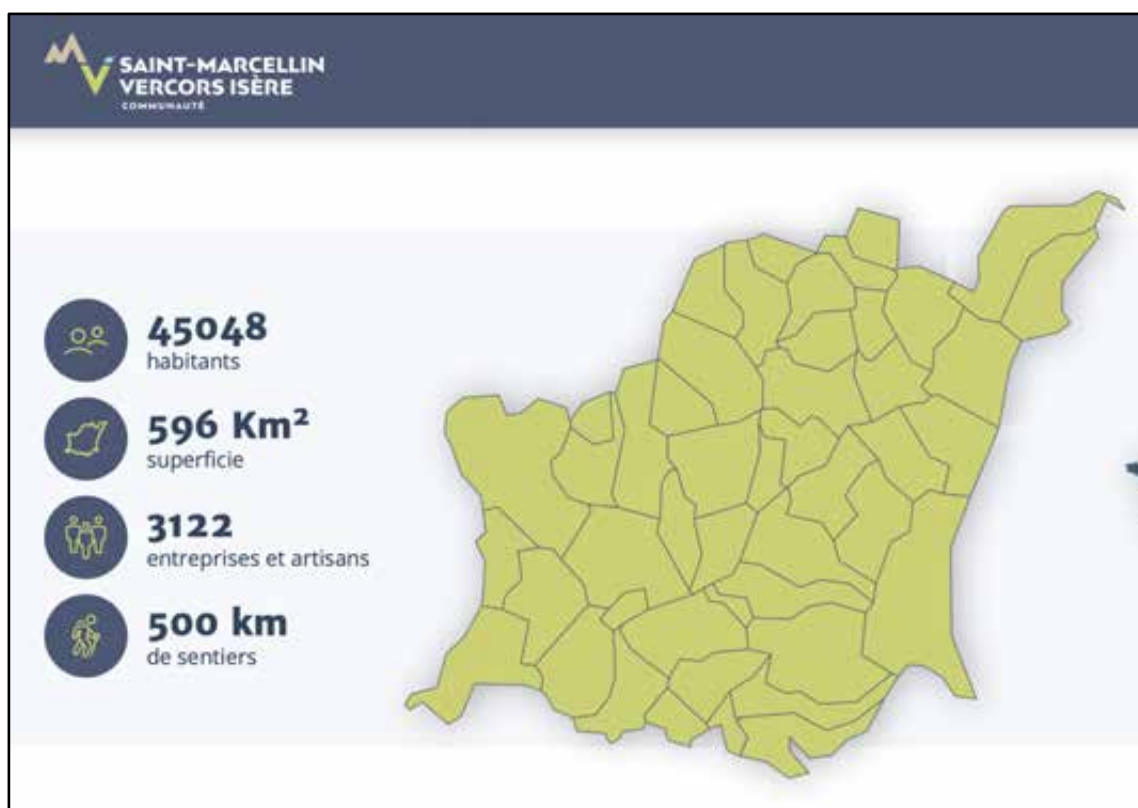 SAINT-MARCELLIN
VERCORS ISÈRE
COMMUNAUTÉ
45048
habitants
596 Km²
superficie
3122
entreprises et artisans
500 km
de sentiers